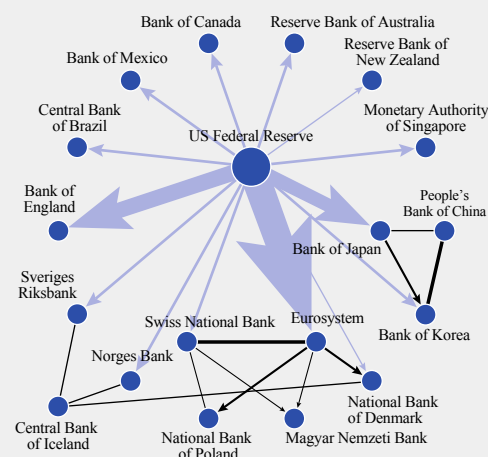 Bank of Canada
Reserve Bank of Australia
Bank of Mexico
Reserve Bank of
New Zealand
Central Bank
of Brazil
US Federal Reserve
Monetary Authority
of Singapore
Bank of
England
People's
Bank of China
Bank of Japan
Sveriges
Riksbank
Swiss National Bank
Eurosystem
Bank of Korea
Norges Bank
Central Bank
of Iceland
National Bank
of Poland
Magyar Nemzeti Bank
National Bank
of Denmark